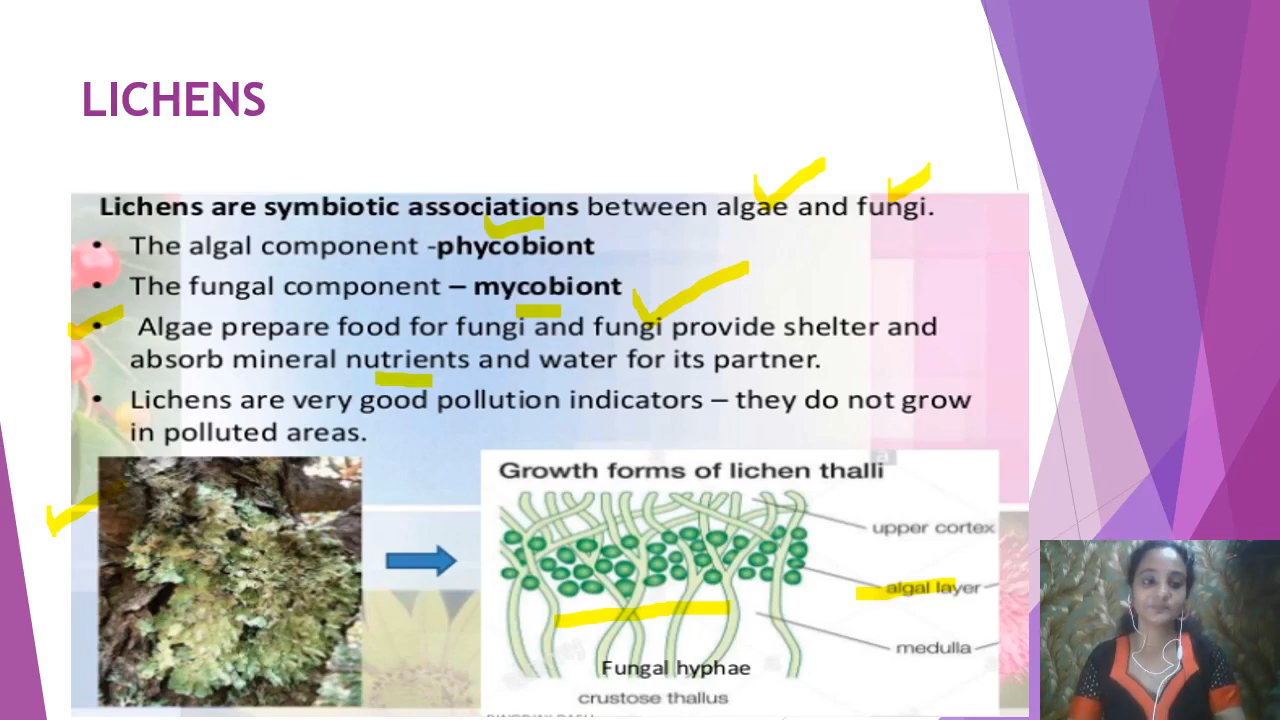 LICHENS
Lichens are symbiotic associations between algae and fungi.
• The algal component -phycobiont
• The fungal component – mycobiont
• Algae prepare food for fungi and fungi provide shelter and
absorb mineral nutrients and water for its partner.
• Lichens are very good pollution indicators – they do not grow
in polluted areas.
Growth forms of lichen thalli
upper cortex
algal layer
medulla
Fungal hyphae
crustose thallus